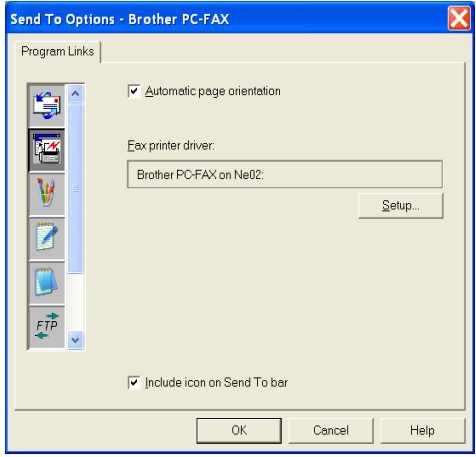 Send To Options - Brother PC-FAX
Program Links
Automatic page orientation
Fax printer driver:
Brother PC-FAX on Ne02:
Setup...
FTP
Include icon on Send To bar
OK Cancel Help